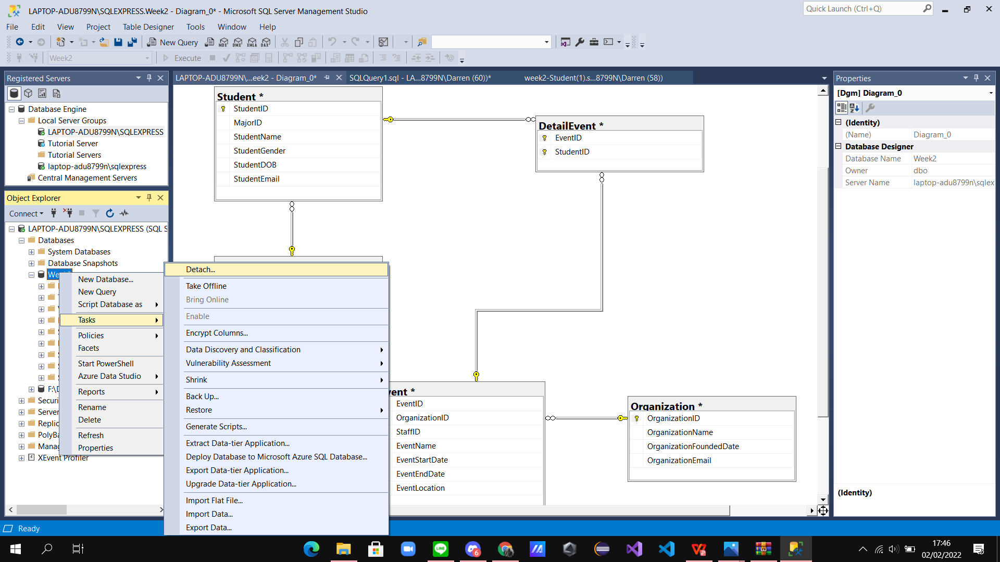 LAPTOP-ADU8799N\SQLEXPRESS.Week2 - Diagram_0* - Microsoft SQL Server Management Studio
Quick Launch (Ctrl+Q)
File Edit View Project Table Designer Tools Window Help
New Query
MDX DMX XMLA DAX
Week2
Execute
Registered Servers
Database Engine
Local Server Groups
LAPTOP-ADU8799N\SQLEXPRESS
Tutorial Server
Tutorial Servers
laptop-adu8799n\sqlexpress
Central Management Servers
Object Explorer
Connect
LAPTOP-ADU8799N\SQLEXPRESS (SQL S
Databases
System Databases
Database Snapshots
We
F:\D
Securi
Server
Replic
PolyBa
Manag
XEvent Profiler
New Database...
New Query
Script Database as
Tasks
Policies
Facets
Start PowerShell
Azure Data Studio
Reports
Rename
Delete
Refresh
Properties
Detach...
Take Offline
Bring Online
Enable
Encrypt Columns...
Data Discovery and Classification
Vulnerability Assessment
Shrink
Back Up...
Restore
Generate Scripts...
Extract Data-tier Application...
Deploy Database to Microsoft Azure SQL Database...
Export Data-tier Application...
Upgrade Data-tier Application...
Import Flat File...
Import Data...
Export Data...
LAPTOP-ADU8799N\...eek2 - Diagram_0*
SQLQuery1.sql - LA...8799N\Darren (60))*
week2-Student(1).s...8799N\Darren (58))
Student *
StudentID
MajorID
StudentName
StudentGender
StudentDOB
StudentEmail
DetailEvent *
EventID
StudentID
vent *
EventID
OrganizationID
StaffID
EventName
EventStartDate
EventEndDate
EventLocation
Organization *
OrganizationID
OrganizationName
OrganizationFoundedDate
OrganizationEmail
Properties
[Dgm] Diagram_0
(Identity)
(Name) Diagram_0
Database Designer
Database Name Week2
Owner dbo
Server Name laptop-adu8799n\sqlex
(Identity)
Ready
LINE
6
17:46
02/02/2022